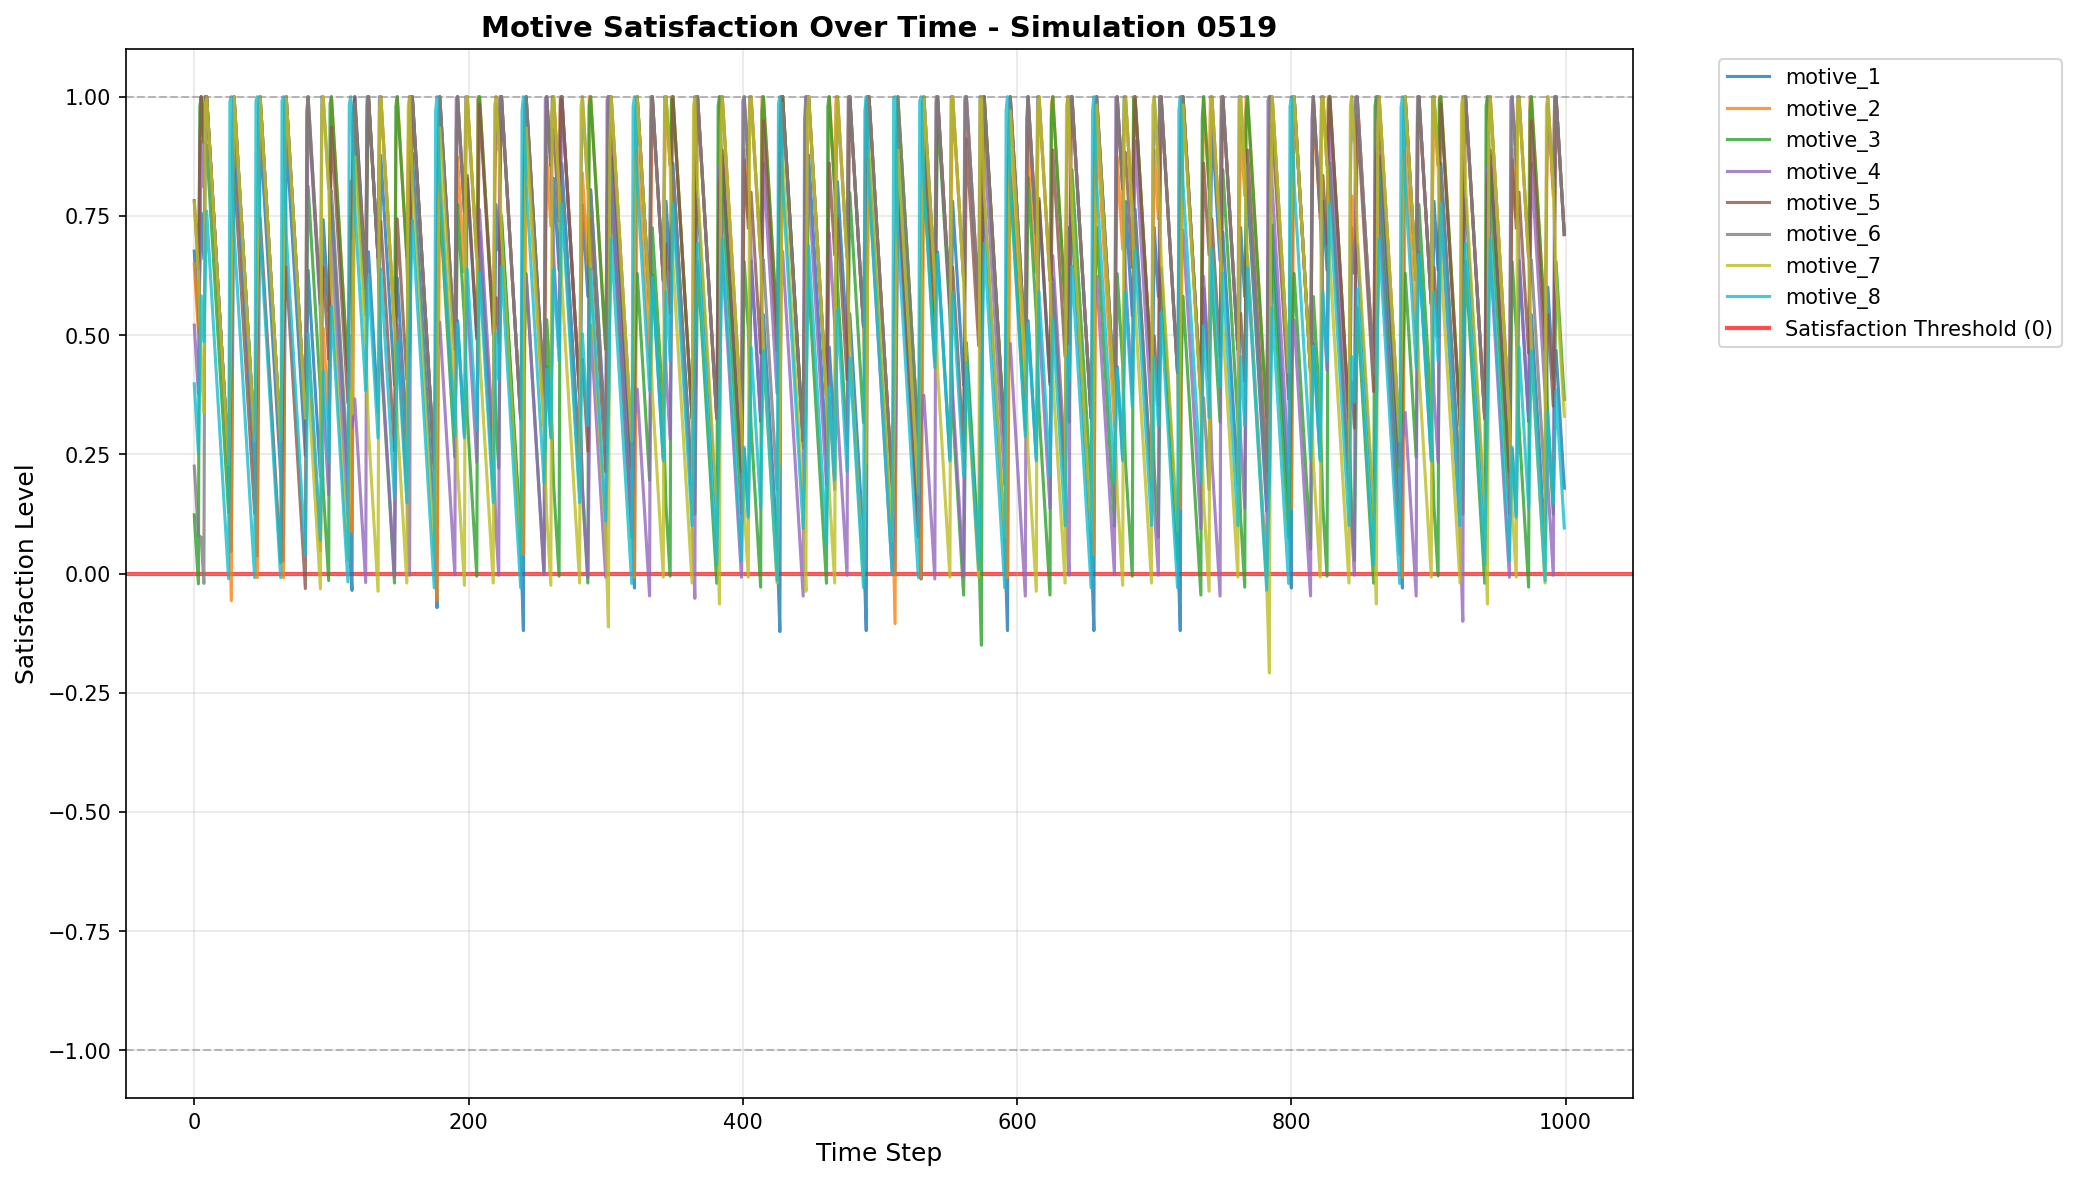 Motive Satisfaction Over Time - Simulation 0519
1.00
0.75
0.50
0.25
0.00
−0.25
−0.50
−0.75
−1.00
Satisfaction Level
0
200
400
600
800
1000
Time Step
motive_1
motive_2
motive_3
motive_4
motive_5
motive_6
motive_7
motive_8
Satisfaction Threshold (0)